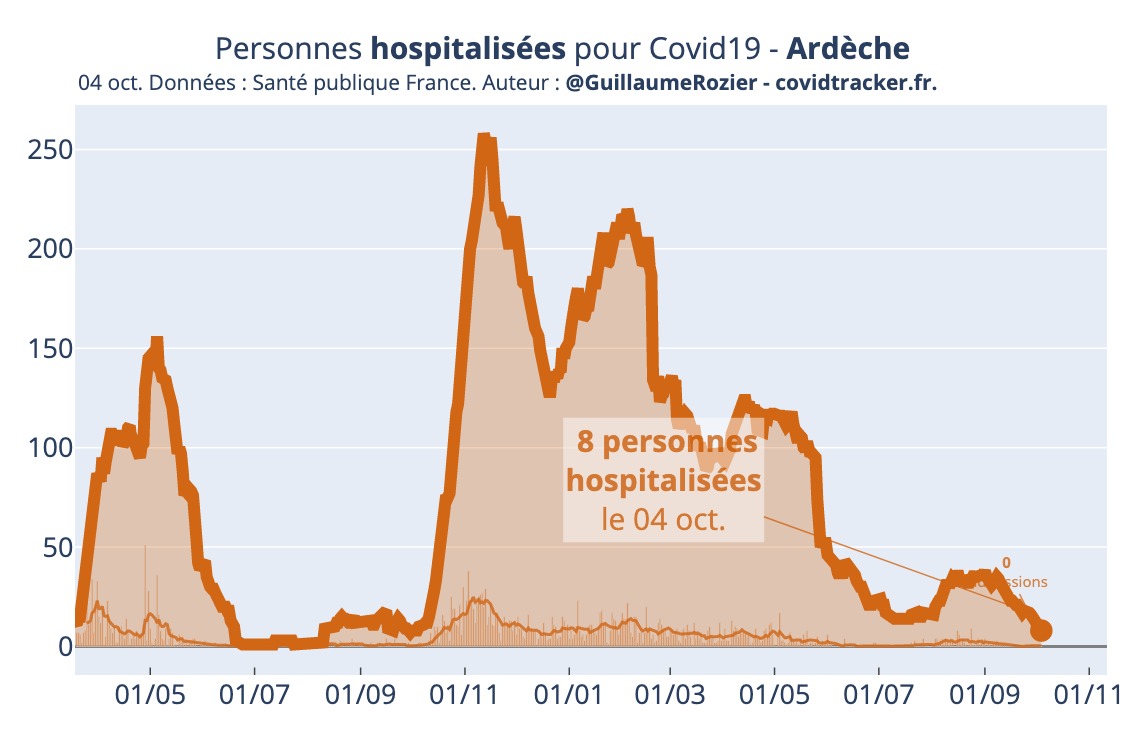 Personnes hospitalisées pour Covid19 - Ardèche
04 oct. Données : Santé publique France. Auteur : @GuillaumeRozier - covidtracker.fr.
250
200
150
100
50
0
8 personnes
hospitalisées
le 04 oct.
0
01/05 01/07 01/09 01/11 01/01 01/03 01/05 01/07 01/09 01/11